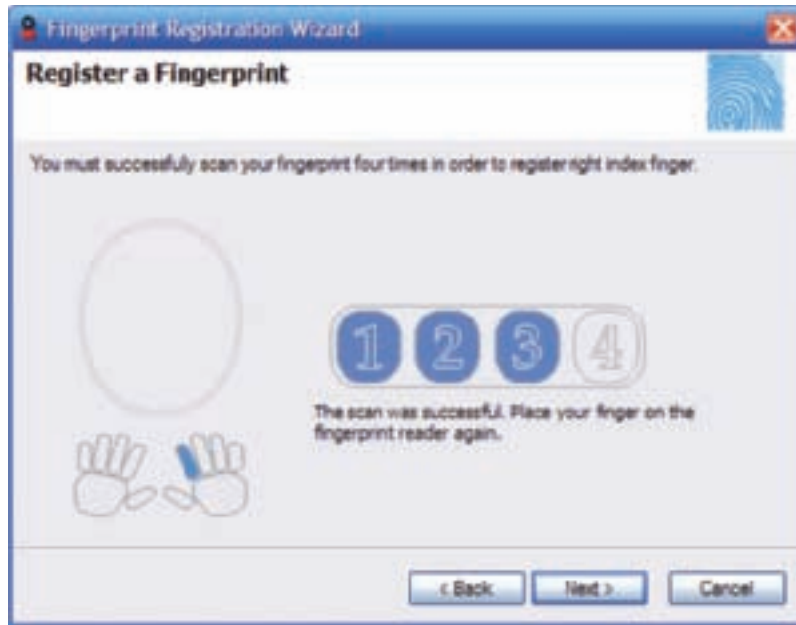 Fingerprint Registration Wizard
Register a Fingerprint
You must successfully scan your fingerprint four times in order to register right index finger.
1 2 3 4
The scan was successful. Place your finger on the
fingerprint reader again.
< Back Next > Cancel